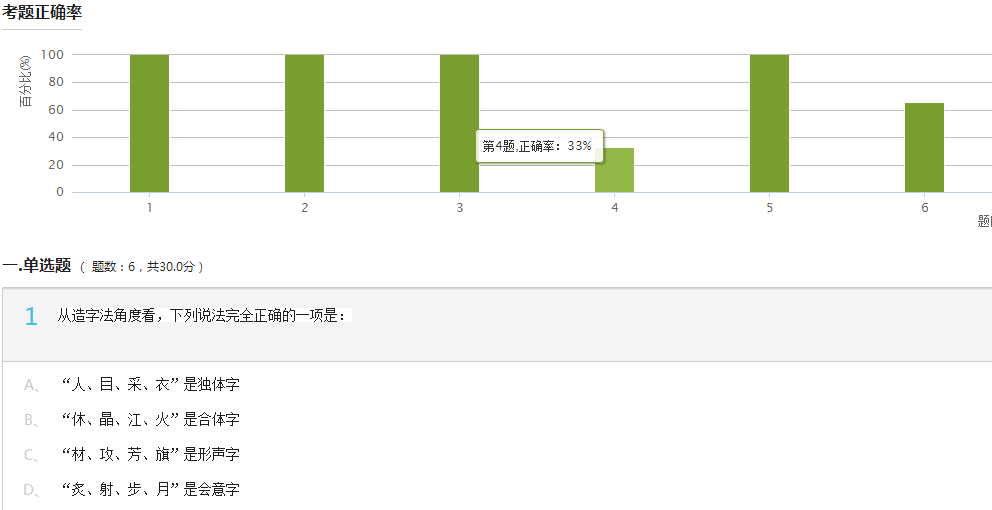 考题正确率
百分比(%)
100
80
60
40
20
0
第4题,正确率：33%
1 2 3 4 5 6
题
一.单选题 （ 题数：6，共30.0分 ）
1 从造字法角度看，下列说法完全正确的一项是：
A、 “人、目、采、衣”是独体字
B、 “休、晶、江、火”是合体字
C、 “材、攻、芳、旗”是形声字
D、 “炙、射、步、月”是会意字